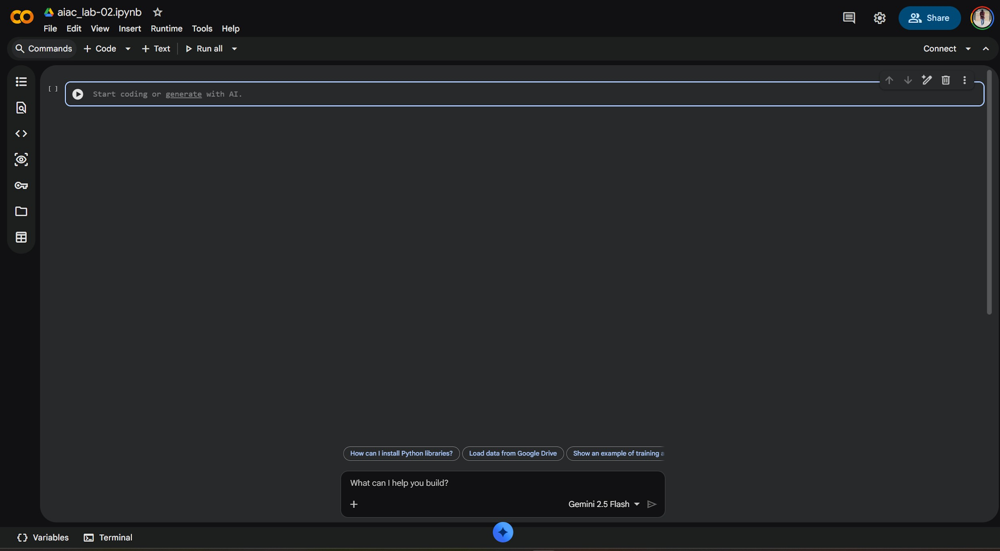 aiac_lab-02.ipynb
File Edit View Insert Runtime Tools Help
Share
Commands + Code + Text Run all
Connect
[ ]
Start coding or generate with AI.
How can I install Python libraries? Load data from Google Drive Show an example of training a
What can I help you build?
+ Gemini 2.5 Flash
Variables Terminal